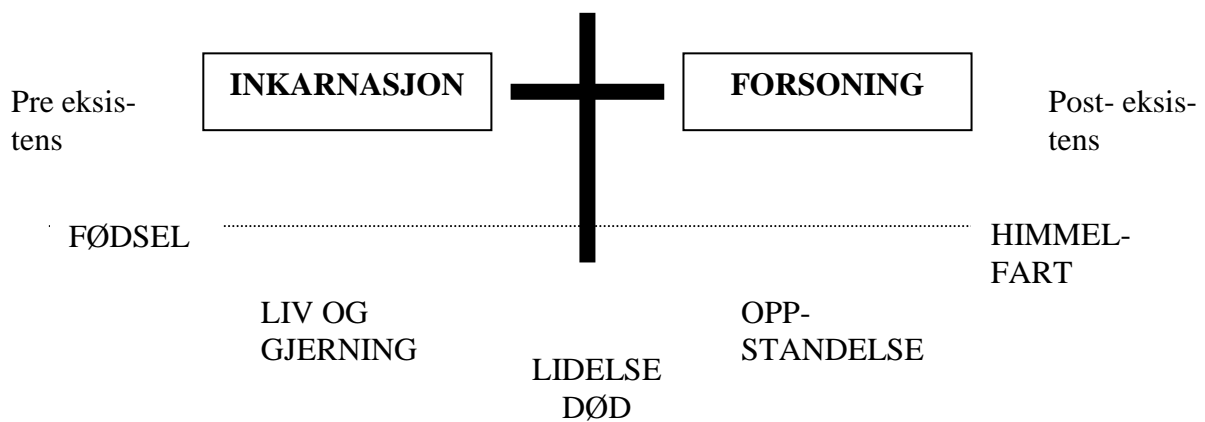 INKARNASJON
FORSONING
Pre eksis-
tens
Post- eksis-
tens
FØDSEL
HIMMEL-
FART
LIV OG
GJERNING
OPP-
STANDELSE
LIDELSE
DØD